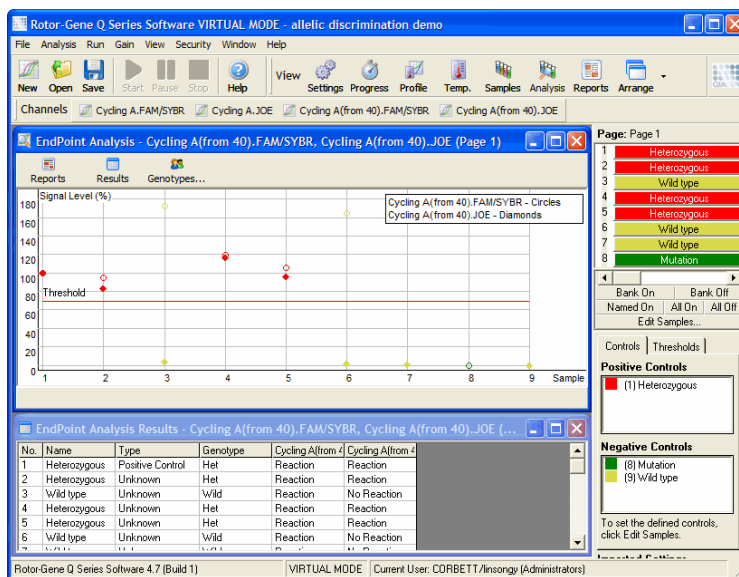 Rotor-Gene Q Series Software VIRTUAL MODE - allelic discrimination demo
File Analysis Run Gain View Security Window Help
New Open Save Start Pause Stop Help View Settings Progress Profile Temp. Samples Analysis Reports Arrange
Channels Cycling A.FAM/SYBR Cycling A.JOE Cycling A(from 40).FAM/SYBR Cycling A(from 40).JOE
EndPoint Analysis - Cycling A(from 40).FAM/SYBR, Cycling A(from 40).JOE (Page 1)
Reports Results Genotypes...
Signal Level (%)
Cycling A(from 40).FAM/SYBR - Circles
Cycling A(from 40).JOE - Diamonds
180
160
140
120
100
80
Threshold
60
40
20
0
1 2 3 4 5 6 7 8 9 Sample
EndPoint Analysis Results - Cycling A(from 40).FAM/SYBR, Cycling A(from 40).JOE (...
No. Name Type Genotype Cycling A(from 4 Cycling A(from 4
1 Heterozygous Positive Control Het Reaction Reaction
2 Heterozygous Unknown Het Reaction Reaction
3 Wild type Unknown Wild Reaction No Reaction
4 Heterozygous Unknown Het Reaction Reaction
5 Heterozygous Unknown Het Reaction Reaction
6 Wild type Unknown Wild Reaction No Reaction
Page: Page 1
1 Heterozygous
2 Heterozygous
3 Wild type
4 Heterozygous
5 Heterozygous
6 Wild type
7 Wild type
8 Mutation
Bank On Bank Off
Named On All On All Off
Edit Samples...
Controls Thresholds
Positive Controls
(1) Heterozygous
Negative Controls
(8) Mutation
(9) Wild type
To set the defined controls,
click Edit Samples.
Imported Settings
Rotor-Gene Q Series Software 4.7 (Build 1) VIRTUAL MODE Current User: CORBETT/linsongy (Administrators)